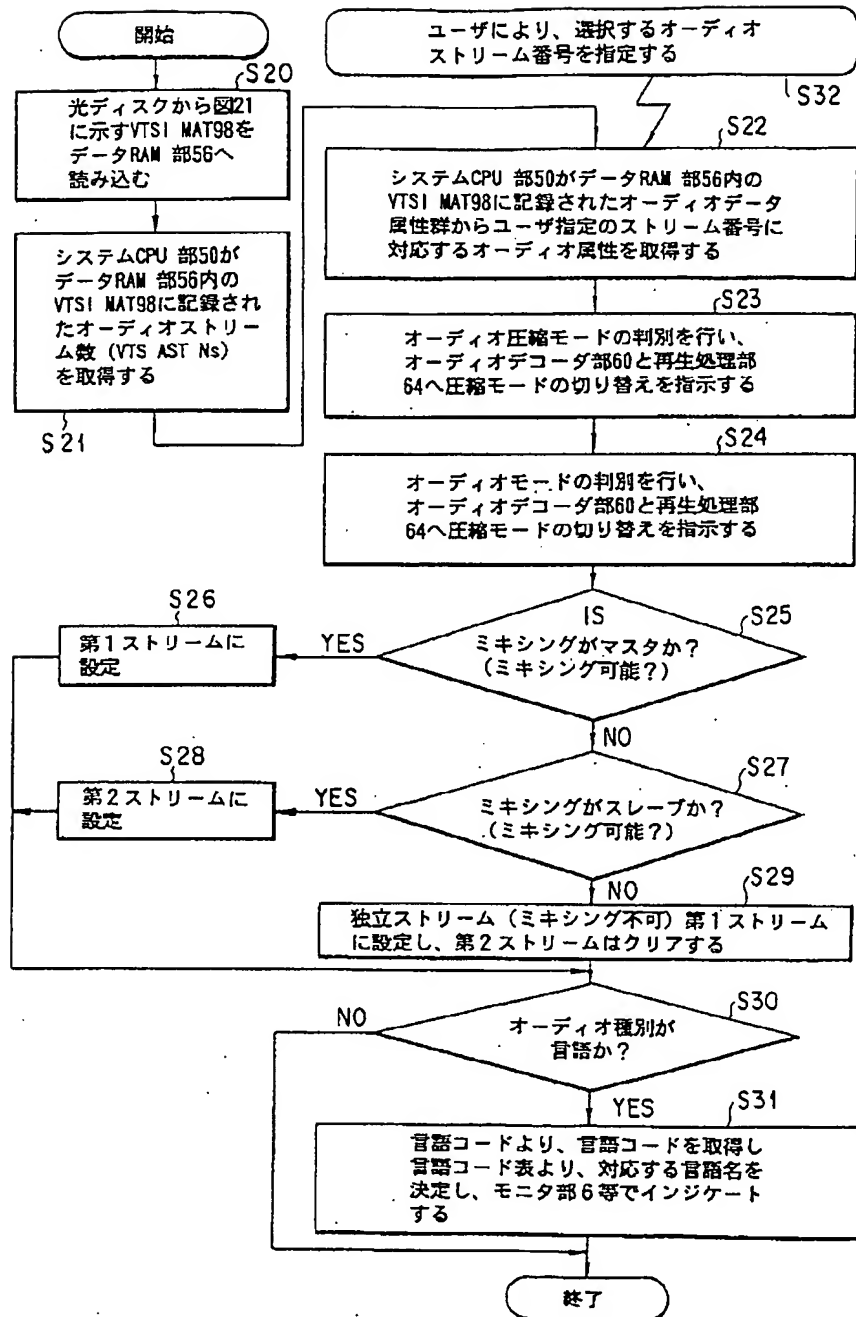 開始
S20
光ディスクから図21
に示すVTSI MAT98を
データRAM 部56へ
読み込む
システムCPU 部50が
データRAM 部56内の
VTSI MAT98に記録され
たオーディオストリー
ム数 (VTS AST Ns)
を取得する
S21
ユーザにより、選択するオーディオ
ストリーム番号を指定する
S32
S22
システムCPU 部50がデータRAM 部56内の
VTSI MAT98に記録されたオーディオデータ
属性群からユーザ指定のストリーム番号に
対応するオーディオ属性を取得する
S23
オーディオ圧縮モードの判別を行い、
オーディオデコーダ部60と再生処理部
64へ圧縮モードの切り替えを指示する
S24
オーディオモードの判別を行い、
オーディオデコーダ部60と再生処理部
64へ圧縮モードの切り替えを指示する
S25
IS
ミキシングがマスタか?
(ミキシング可能?)
YES
S26
第1ストリームに
設定
NO
S27
ミキシングがスレーブか?
(ミキシング可能?)
YES
S28
第2ストリームに
設定
NO
S29
独立ストリーム (ミキシング不可) 第1ストリーム
に設定し、第2ストリームはクリアする
S30
オーディオ種別が
言語か?
NO
YES
S31
言語コードより、言語コードを取得し
言語コード表より、対応する言語名を
決定し、モニタ部6等でインジケート
する
終了